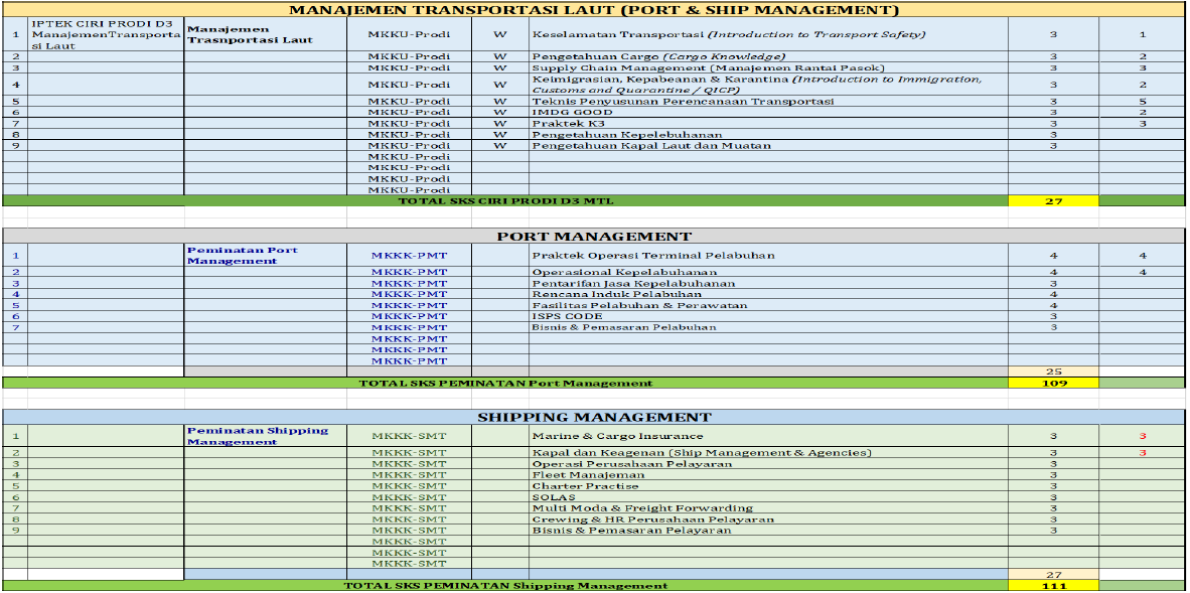 MANAJEMEN TRANSPORTASI LAUT (PORT & SHIP MANAGEMENT)
1 IPTEK CIRI PRODI D3 ManajemenTransporta si Laut Manajemen Trasnportasi Laut MKKU-Prodi W Keselamatan Transportasi (Introduction to Transport Safety) 3 1
2 MKKU-Prodi W Pengetahuan Cargo (Cargo Knowledge) 3 2
3 MKKU-Prodi W Supply Chain Management (Manajemen Rantai Pasok) 3 3
4 MKKU-Prodi W Keimigrasian, Kepabeanan & Karantina (Introduction to Immigration, Customs and Quarantine / QICP) 3 2
5 MKKU-Prodi W Teknis Penyusunan Perencanaan Transportasi 3 5
6 MKKU-Prodi W IMDG GOOD 3 2
7 MKKU-Prodi W Praktek K3 3 3
8 MKKU-Prodi W Pengetahuan Kepelebuhanan 3
9 MKKU-Prodi W Pengetahuan Kapal Laut dan Muatan 3
MKKU-Prodi
MKKU-Prodi
MKKU-Prodi
TOTAL SKS CIRI PRODI D3 MTL 27
PORT MANAGEMENT
1 Peminatan Port Management MKKK-PMT Praktek Operasi Terminal Pelabuhan 4 4
2 MKKK-PMT Operasional Kepelabuhanan 4 4
3 MKKK-PMT Pentarifan Jasa Kepelabuhanan 3
4 MKKK-PMT Rencana Induk Pelabuhan 4
5 MKKK-PMT Fasilitas Pelabuhan & Perawatan 4
6 MKKK-PMT ISPS CODE 3
7 MKKK-PMT Bisnis & Pemasaran Pelabuhan 3
MKKK-PMT
MKKK-PMT
MKKK-PMT
25
TOTAL SKS PEMINATAN Port Management 109
SHIPPING MANAGEMENT
1 Peminatan Shipping Management MKKK-SMT Marine & Cargo Insurance 3 3
2 MKKK-SMT Kapal dan Keagenan (Ship Management & Agencies) 3 3
3 MKKK-SMT Operasi Perusahaan Pelayaran 3
4 MKKK-SMT Fleet Manajeman 3
5 MKKK-SMT Charter Practise 3
6 MKKK-SMT SOLAS 3
7 MKKK-SMT Multi Moda & Freight Forwarding 3
8 MKKK-SMT Crewing & HR Perusahaan Pelayaran 3
9 MKKK-SMT Bisnis & Pemasaran Pelayaran 3
MKKK-SMT
MKKK-SMT
MKKK-SMT
27
TOTAL SKS PEMINATAN Shipping Management 111